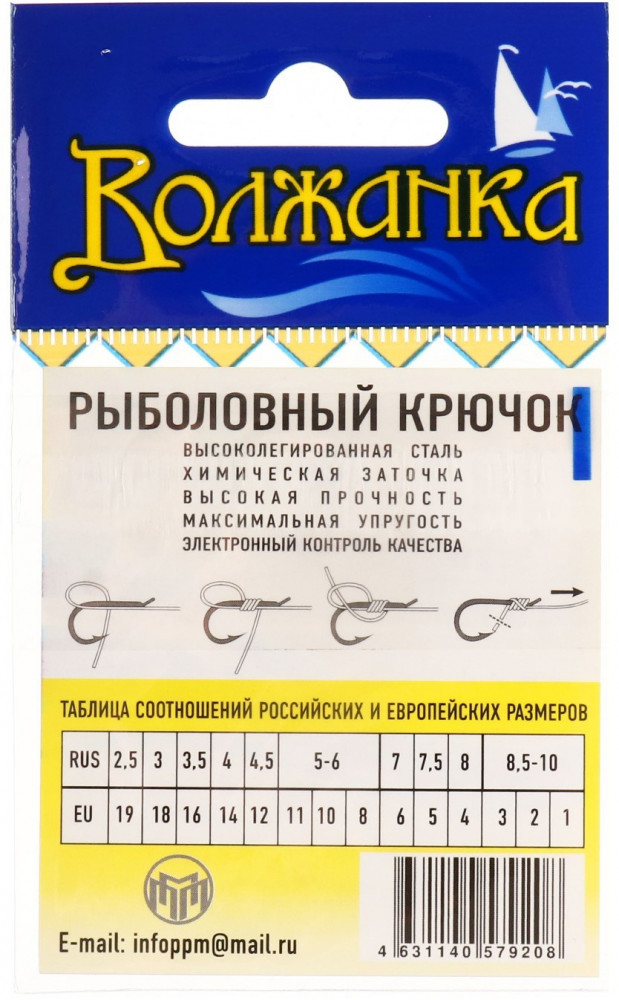 Волжанка
РЫБОЛОВНЫЙ КРЮЧОК
ВЫСОКОЛЕГИРОВАННАЯ СТАЛЬ
ХИМИЧЕСКАЯ ЗАТОЧКА
ВЫСОКАЯ ПРОЧНОСТЬ
МАКСИМАЛЬНАЯ УПРУГОСТЬ
ЭЛЕКТРОННЫЙ КОНТРОЛЬ КАЧЕСТВА
ТАБЛИЦА СООТНОШЕНИЙ РОССИЙСКИХ И ЕВРОПЕЙСКИХ РАЗМЕРОВ
RUS 2,5 3 3,5 4 4,5 5-6 7 7,5 8 8,5-10
EU 19 18 16 14 12 11 10 8 6 5 4 3 2 1
E-mail: infoppm@mail.ru
4 631140 579208